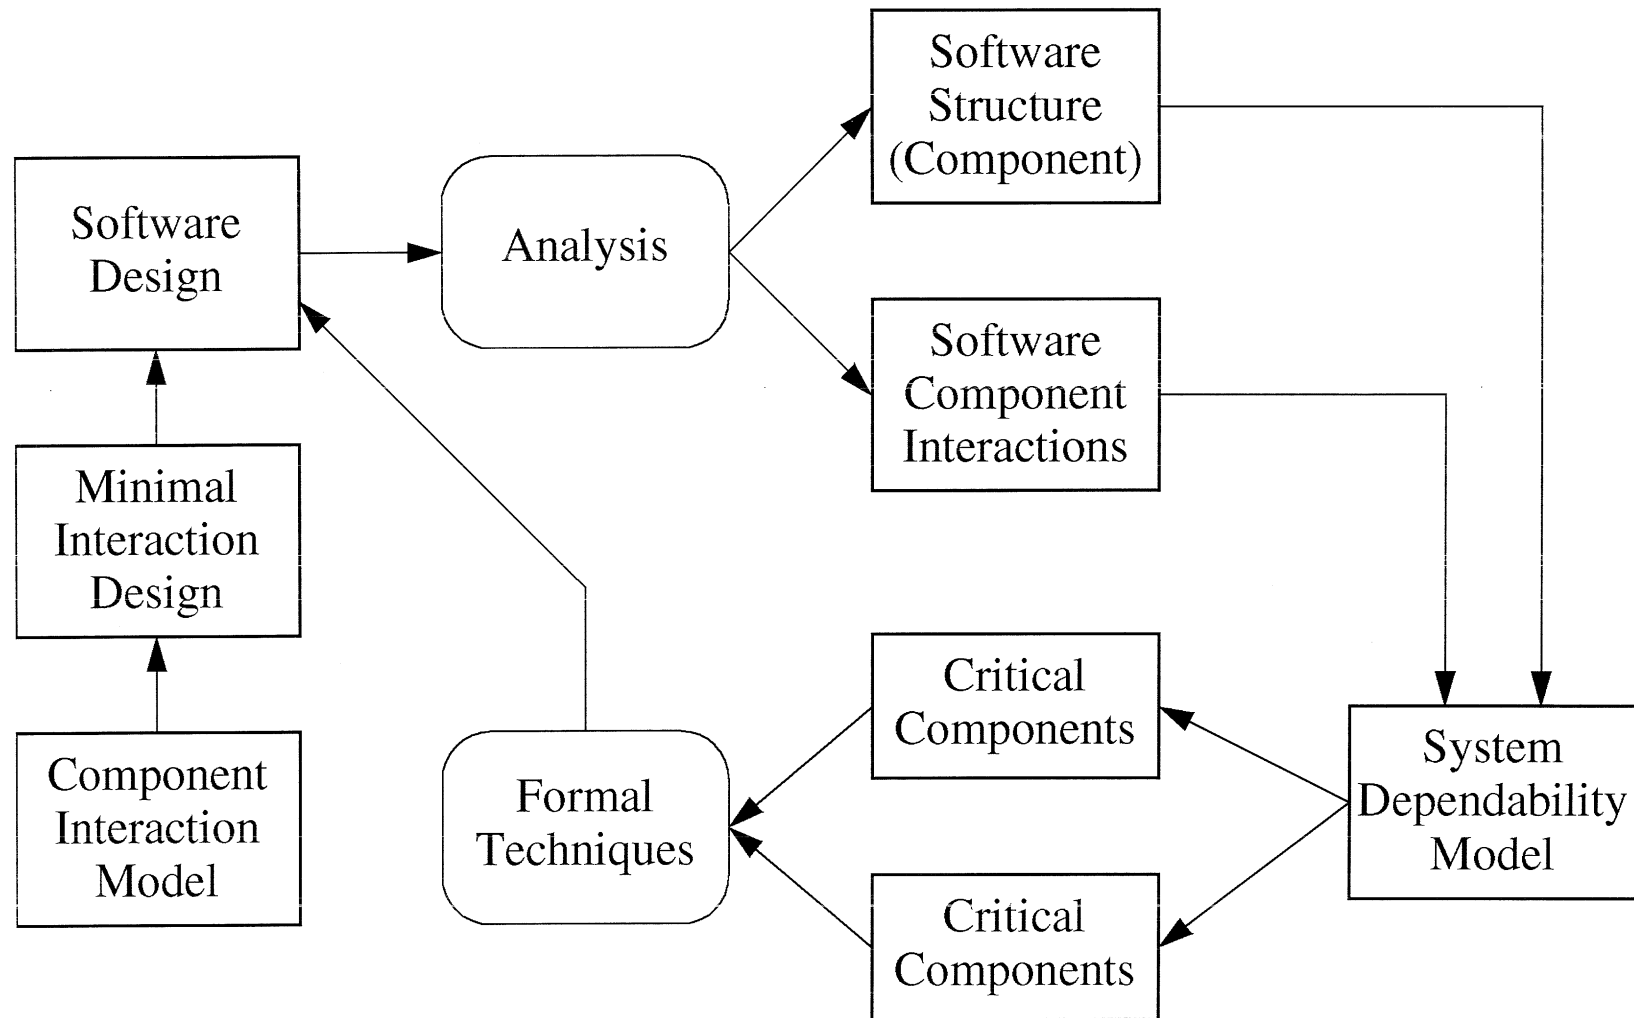 Software
Structure
(Component)
Software
Design
Analysis
Software
Component
Interactions
Minimal
Interaction
Design
Critical
Components
System
Dependability
Model
Component
Interaction
Model
Formal
Techniques
Critical
Components